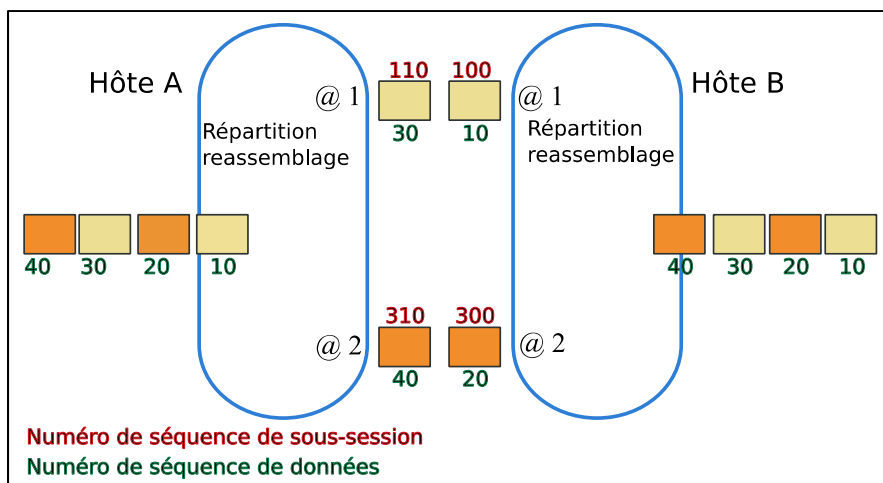 110 100
Hôte A
@ 1
@ 1
Hôte B
30 10
Répartition
reassemblage
Répartition
reassemblage
40 30 20 10
40 30 20 10
310 300
@ 2
@ 2
40 20
Numéro de séquence de sous-session
Numéro de séquence de données